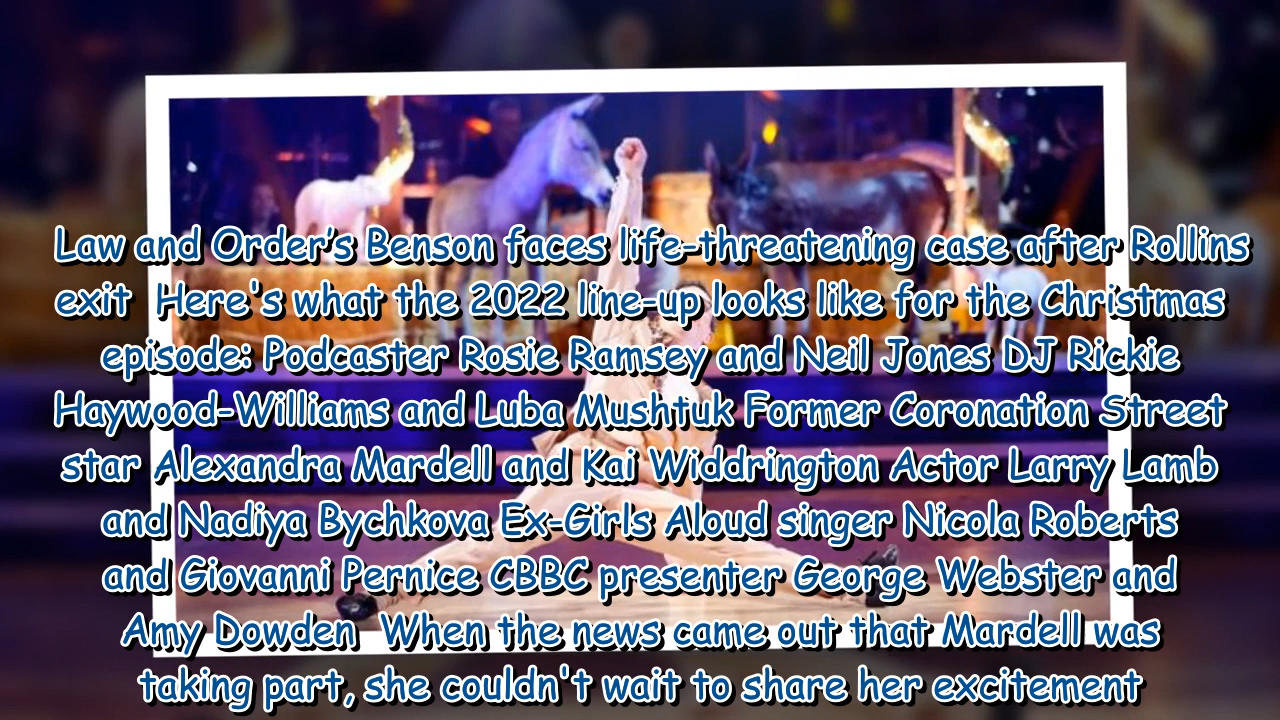 Law and Order’s Benson faces life-threatening case after Rollins
exit  Here's what the 2022 line-up looks like for the Christmas
episode: Podcaster Rosie Ramsey and Neil Jones DJ Rickie
Haywood-Williams and Luba Mushtuk Former Coronation Street
star Alexandra Mardell and Kai Widdrington Actor Larry Lamb
and Nadiya Bychkova Ex-Girls Aloud singer Nicola Roberts
and Giovanni Pernice CBBC presenter George Webster and
Amy Dowden  When the news came out that Mardell was
taking part, she couldn't wait to share her excitement